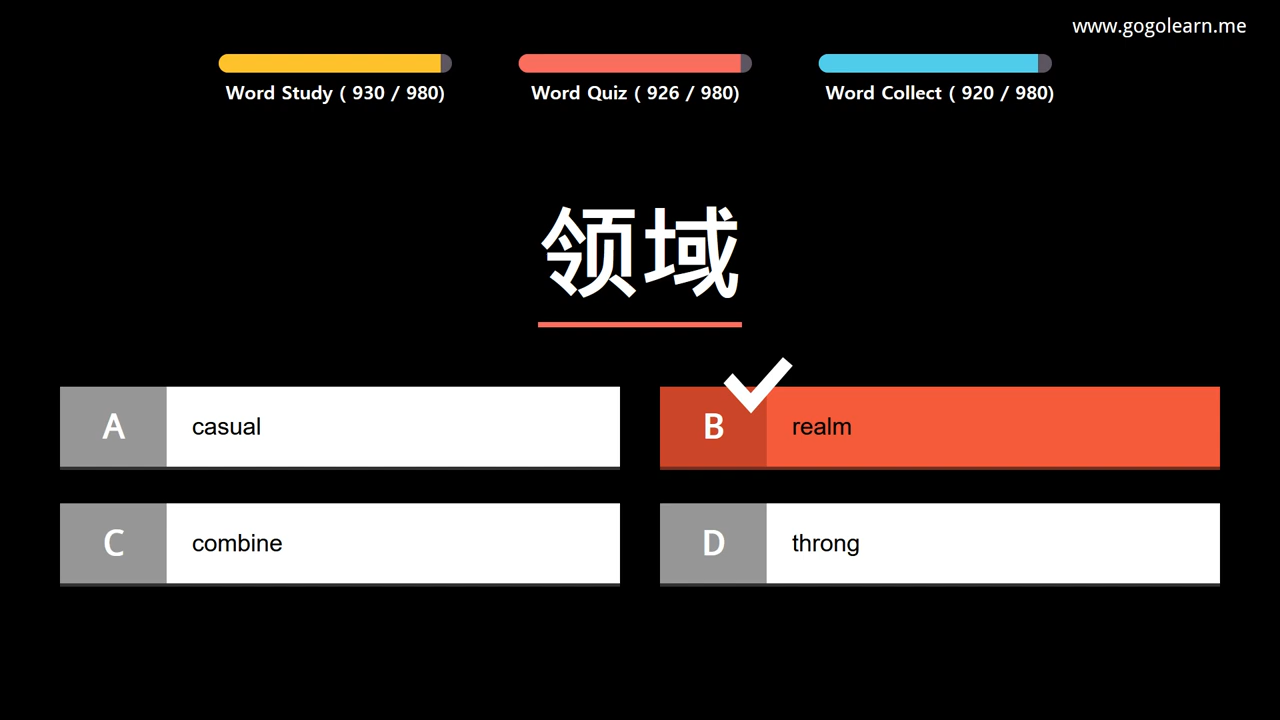 www.gogolearn.me
Word Study ( 930 / 980)
Word Quiz ( 926 / 980)
Word Collect ( 920 / 980)
领域
A casual
B realm
C combine
D throng